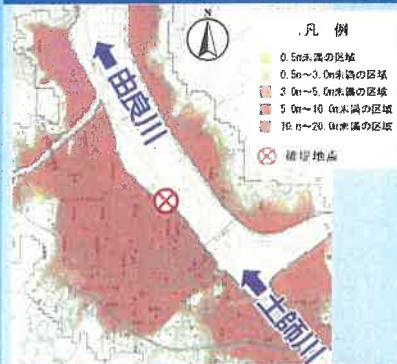 N
凡 例
0.5m未満の区域
0.5m～3.0m未満の区域
3.0m～5.0m未満の区域
5.0m～10.0m未満の区域
10.m～20.0m未満の区域
破堤地点
由良川
土師川